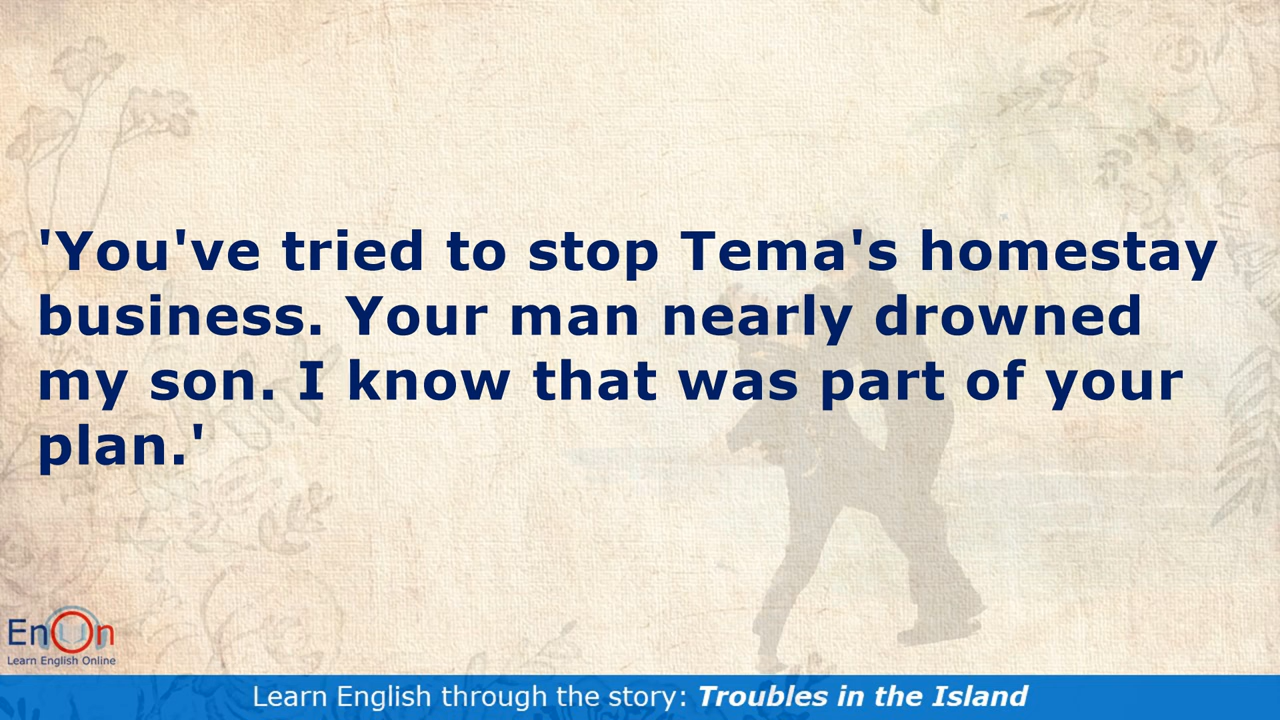 'You've tried to stop Tema's homestay
business. Your man nearly drowned
my son. I know that was part of your
plan.'
EnOn
Learn English Online
Learn English through the story: Troubles in the Island